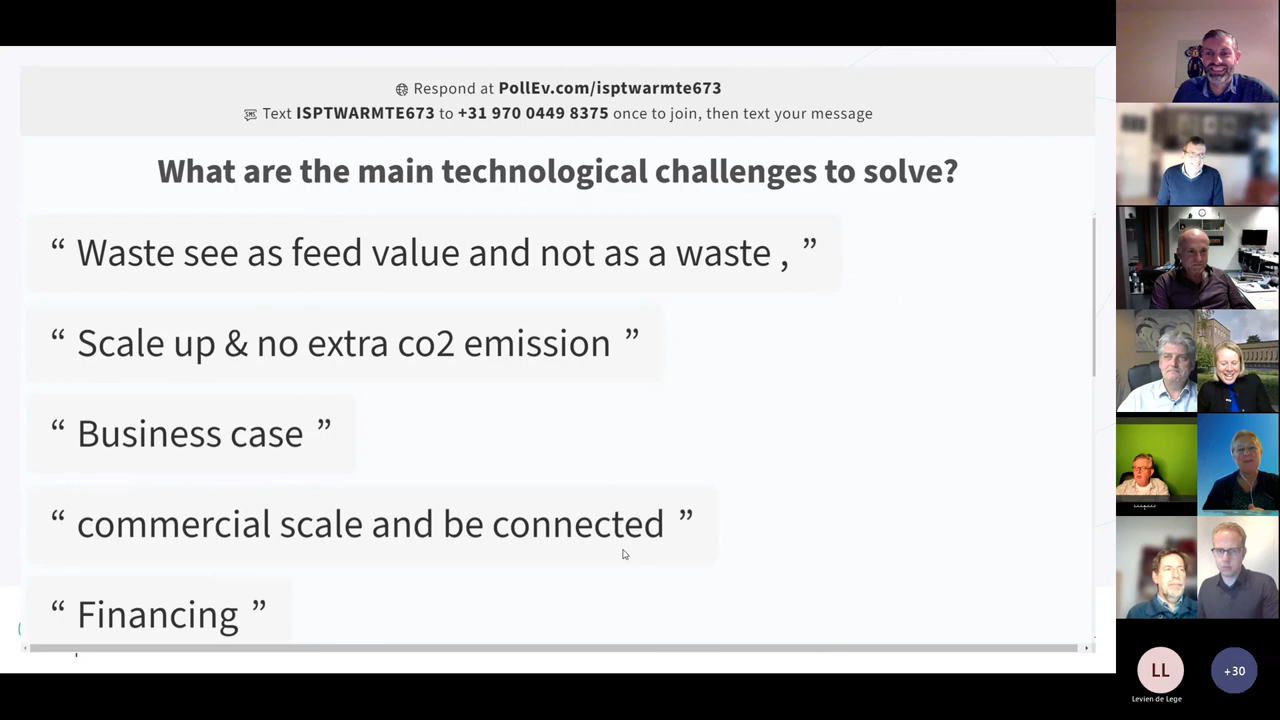 Respond at PollEv.com/isptwarmte673
Text ISPTWARMTE673 to +31 970 0449 8375 once to join, then text your message
What are the main technological challenges to solve?
“ Waste see as feed value and not as a waste , ”
“ Scale up & no extra co2 emission ”
“ Business case ”
“ commercial scale and be connected ”
“ Financing ”
LL
+30
Levien de Lege